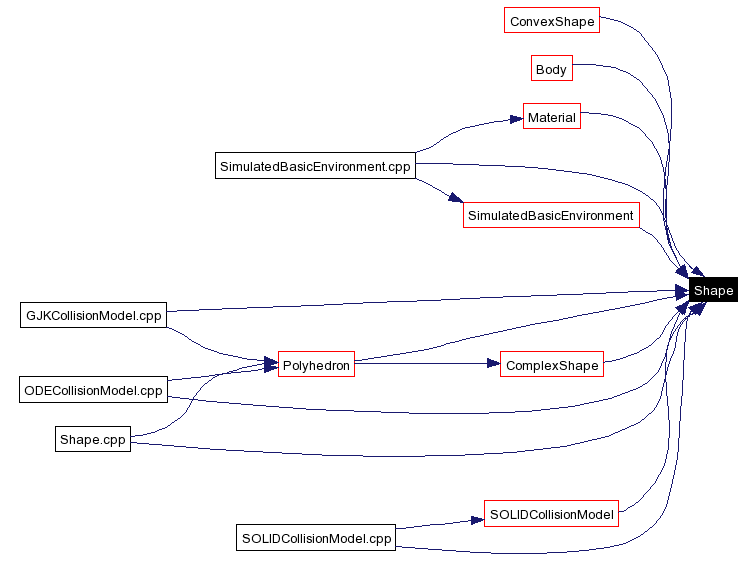 ConvexShape
Body
Material
SimulatedBasicEnvironment.cpp
SimulatedBasicEnvironment
Shape
GJKCollisionModel.cpp
Polyhedron
ComplexShape
ODECollisionModel.cpp
Shape.cpp
SOLIDCollisionModel
SOLIDCollisionModel.cpp